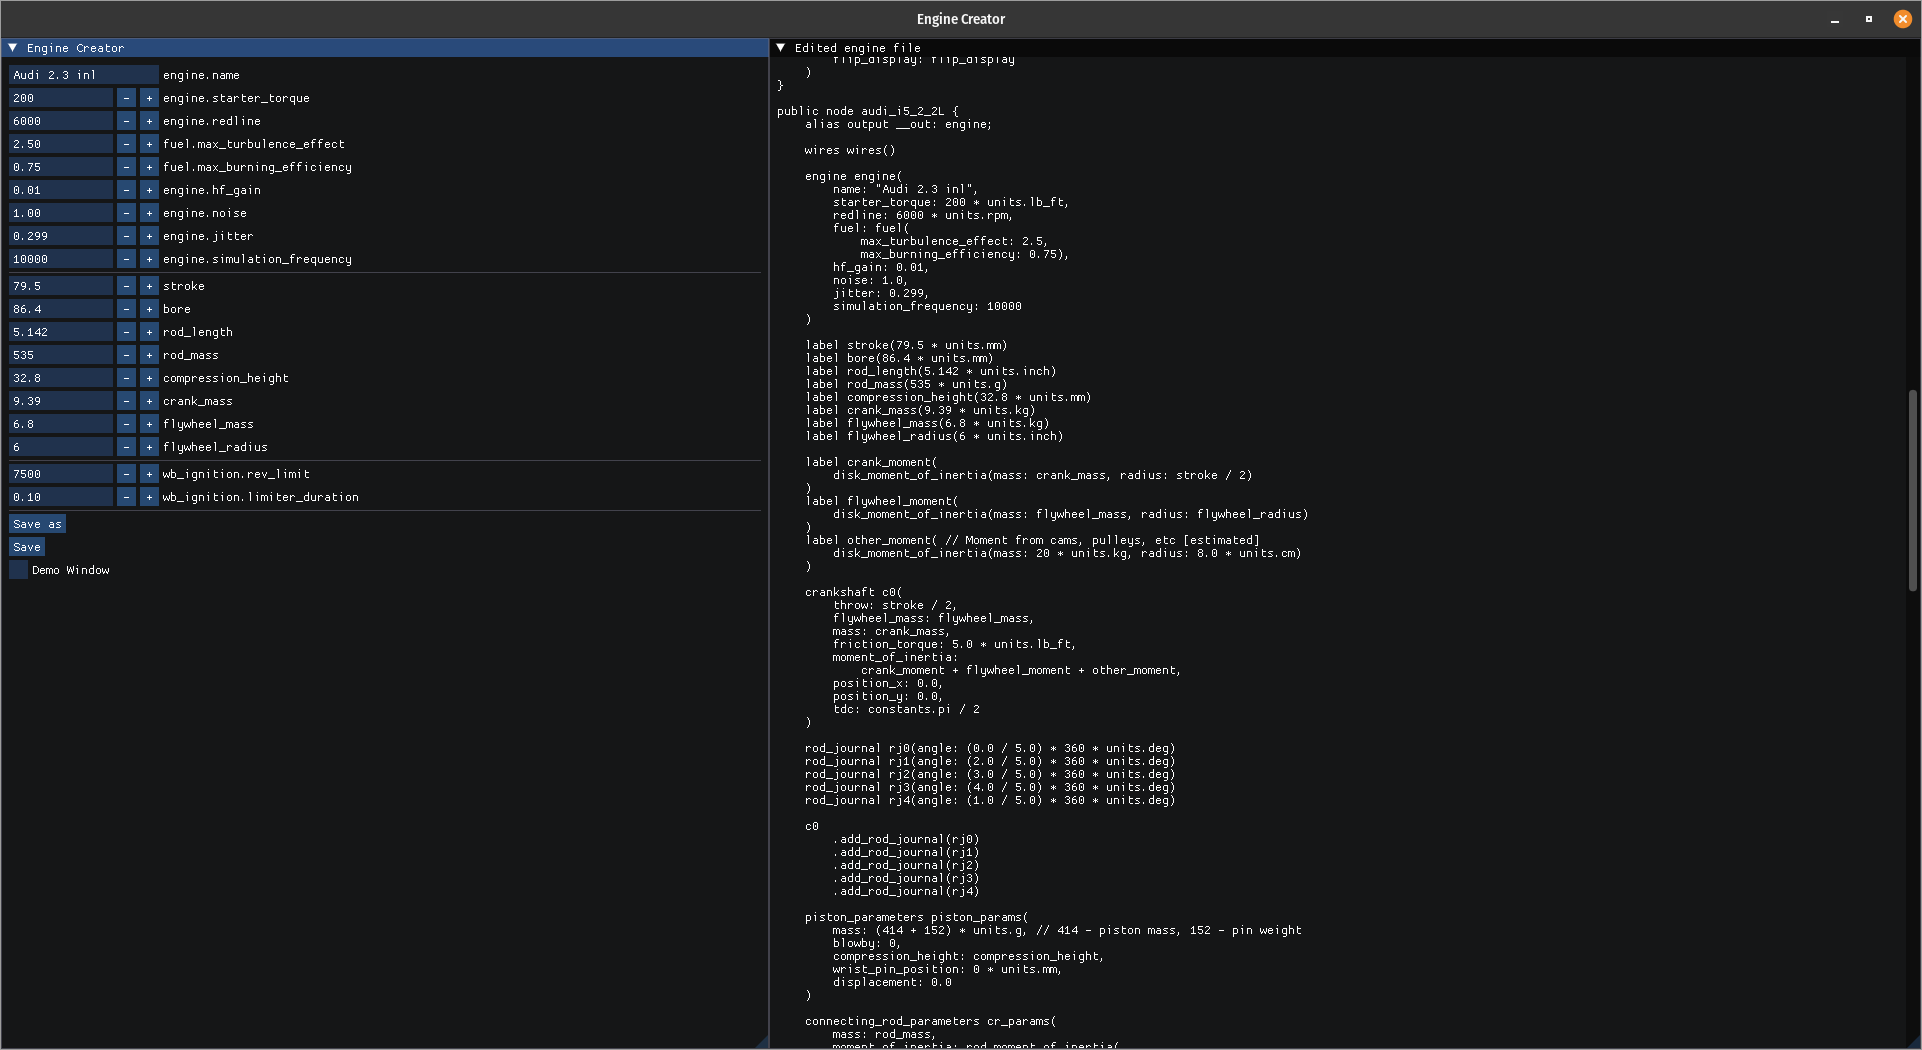 Engine Creator
Engine Creator
Audi 2.3 inl engine.name
200 - + engine.starter_torque
6000 - + engine.redline
2.50 - + fuel.max_turbulence_effect
0.75 - + fuel.max_burning_efficiency
0.01 - + engine.hf_gain
1.00 - + engine.noise
0.299 - + engine.jitter
10000 - + engine.simulation_frequency
79.5 - + stroke
86.4 - + bore
5.142 - + rod_length
535 - + rod_mass
32.8 - + compression_height
9.39 - + crank_mass
6.8 - + flywheel_mass
6 - + flywheel_radius
7500 - + wb_ignition.rev_limit
0.10 - + wb_ignition.limiter_duration
Save as
Save
Demo Window
Edited engine file
flip_display: flip_display
)
}
public node audi_i5_2_2L {
alias output __out: engine;
wires wires()
engine engine(
name: "Audi 2.3 inl",
starter_torque: 200 * units.lb_ft,
redline: 6000 * units.rpm,
fuel: fuel(
max_turbulence_effect: 2.5,
max_burning_efficiency: 0.75),
hf_gain: 0.01,
noise: 1.0,
jitter: 0.299,
simulation_frequency: 10000
)
label stroke(79.5 * units.mm)
label bore(86.4 * units.mm)
label rod_length(5.142 * units.inch)
label rod_mass(535 * units.g)
label compression_height(32.8 * units.mm)
label crank_mass(9.39 * units.kg)
label flywheel_mass(6.8 * units.kg)
label flywheel_radius(6 * units.inch)
label crank_moment(
disk_moment_of_inertia(mass: crank_mass, radius: stroke / 2)
)
label flywheel_moment(
disk_moment_of_inertia(mass: flywheel_mass, radius: flywheel_radius)
)
label other_moment( // Moment from cams, pulleys, etc [estimated]
disk_moment_of_inertia(mass: 20 * units.kg, radius: 8.0 * units.cm)
)
crankshaft c0(
throw: stroke / 2,
flywheel_mass: flywheel_mass,
mass: crank_mass,
friction_torque: 5.0 * units.lb_ft,
moment_of_inertia:
crank_moment + flywheel_moment + other_moment,
position_x: 0.0,
position_y: 0.0,
tdc: constants.pi / 2
)
rod_journal rj0(angle: (0.0 / 5.0) * 360 * units.deg)
rod_journal rj1(angle: (2.0 / 5.0) * 360 * units.deg)
rod_journal rj2(angle: (3.0 / 5.0) * 360 * units.deg)
rod_journal rj3(angle: (4.0 / 5.0) * 360 * units.deg)
rod_journal rj4(angle: (1.0 / 5.0) * 360 * units.deg)
c0
.add_rod_journal(rj0)
.add_rod_journal(rj1)
.add_rod_journal(rj2)
.add_rod_journal(rj3)
.add_rod_journal(rj4)
piston_parameters piston_params(
mass: (414 + 152) * units.g, // 414 - piston mass, 152 - pin weight
blowby: 0,
compression_height: compression_height,
wrist_pin_position: 0 * units.mm,
displacement: 0.0
)
connecting_rod_parameters cr_params(
mass: rod_mass,
moment_of_inertia: rod_moment_of_inertia(